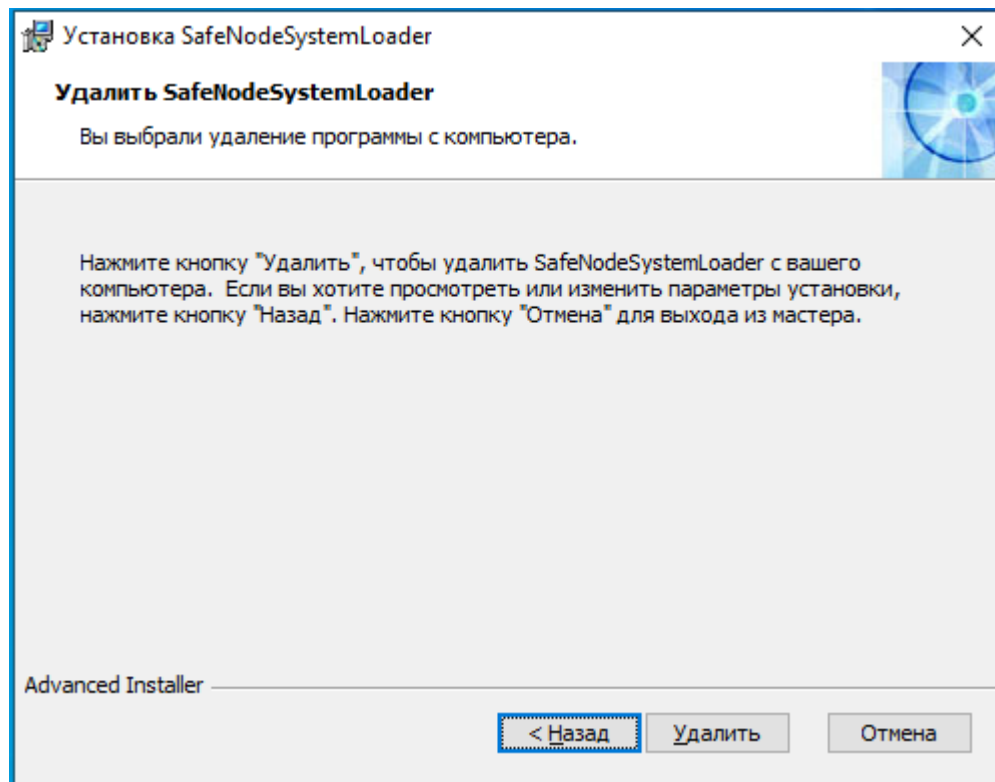 Установка SafeNodeSystemLoader
Удалить SafeNodeSystemLoader
Вы выбрали удаление программы с компьютера.
Нажмите кнопку "Удалить", чтобы удалить SafeNodeSystemLoader с вашего
компьютера.  Если вы хотите просмотреть или изменить параметры установки,
нажмите кнопку "Назад". Нажмите кнопку "Отмена" для выхода из мастера.
Advanced Installer
< Назад
Удалить
Отмена